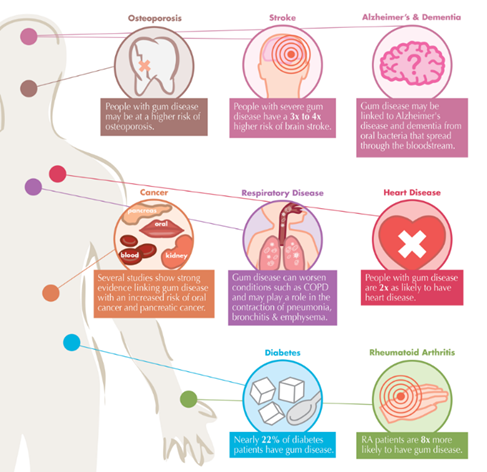 Osteoporosis
Stroke
Alzheimer's & Dementia
?
People with gum disease
may be at a higher risk of
osteoporosis.
People with severe gum
disease have a 3x to 4x
higher risk of brain stroke.
Gum disease may be
linked to Alzheimer's
disease and dementia from
oral bacteria that spread
through the bloodstream.
Cancer
Respiratory Disease
Heart Disease
pancreas
oral
blood
kidney
Several studies show strong
evidence linking gum disease
with an increased risk of oral
cancer and pancreatic cancer.
Gum disease can worsen
conditions such as COPD
and may play a role in the
contraction of pneumonia,
bronchitis & emphysema.
People with gum disease
are 2x as likely to have
heart disease.
Diabetes
Rheumatoid Arthritis
Nearly 22% of diabetes
patients have gum disease.
RA patients are 8x more
likely to have gum disease.